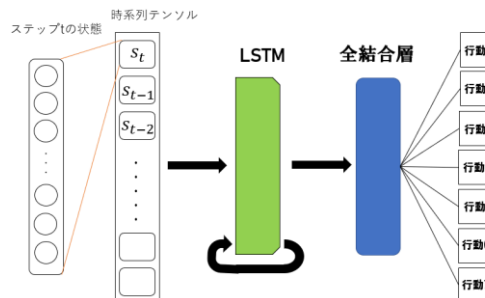 時系列テンソル
ステップtの状態
LSTM
全結合層
S_t
S_{t-1}
S_{t-2}
行動
行動
行動
行動
行動
行動
行動